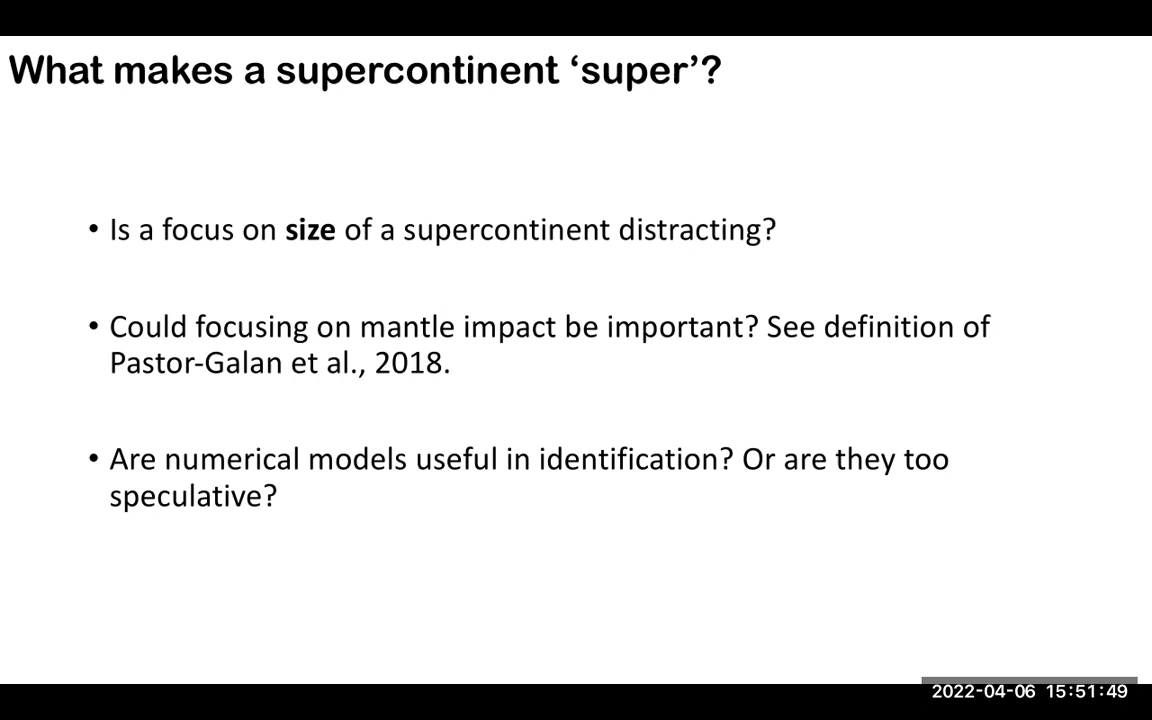 What makes a supercontinent ‘super’?
• Is a focus on size of a supercontinent distracting?
• Could focusing on mantle impact be important? See definition of
Pastor-Galan et al., 2018.
• Are numerical models useful in identification? Or are they too
speculative?
2022-04-06 15:51:49